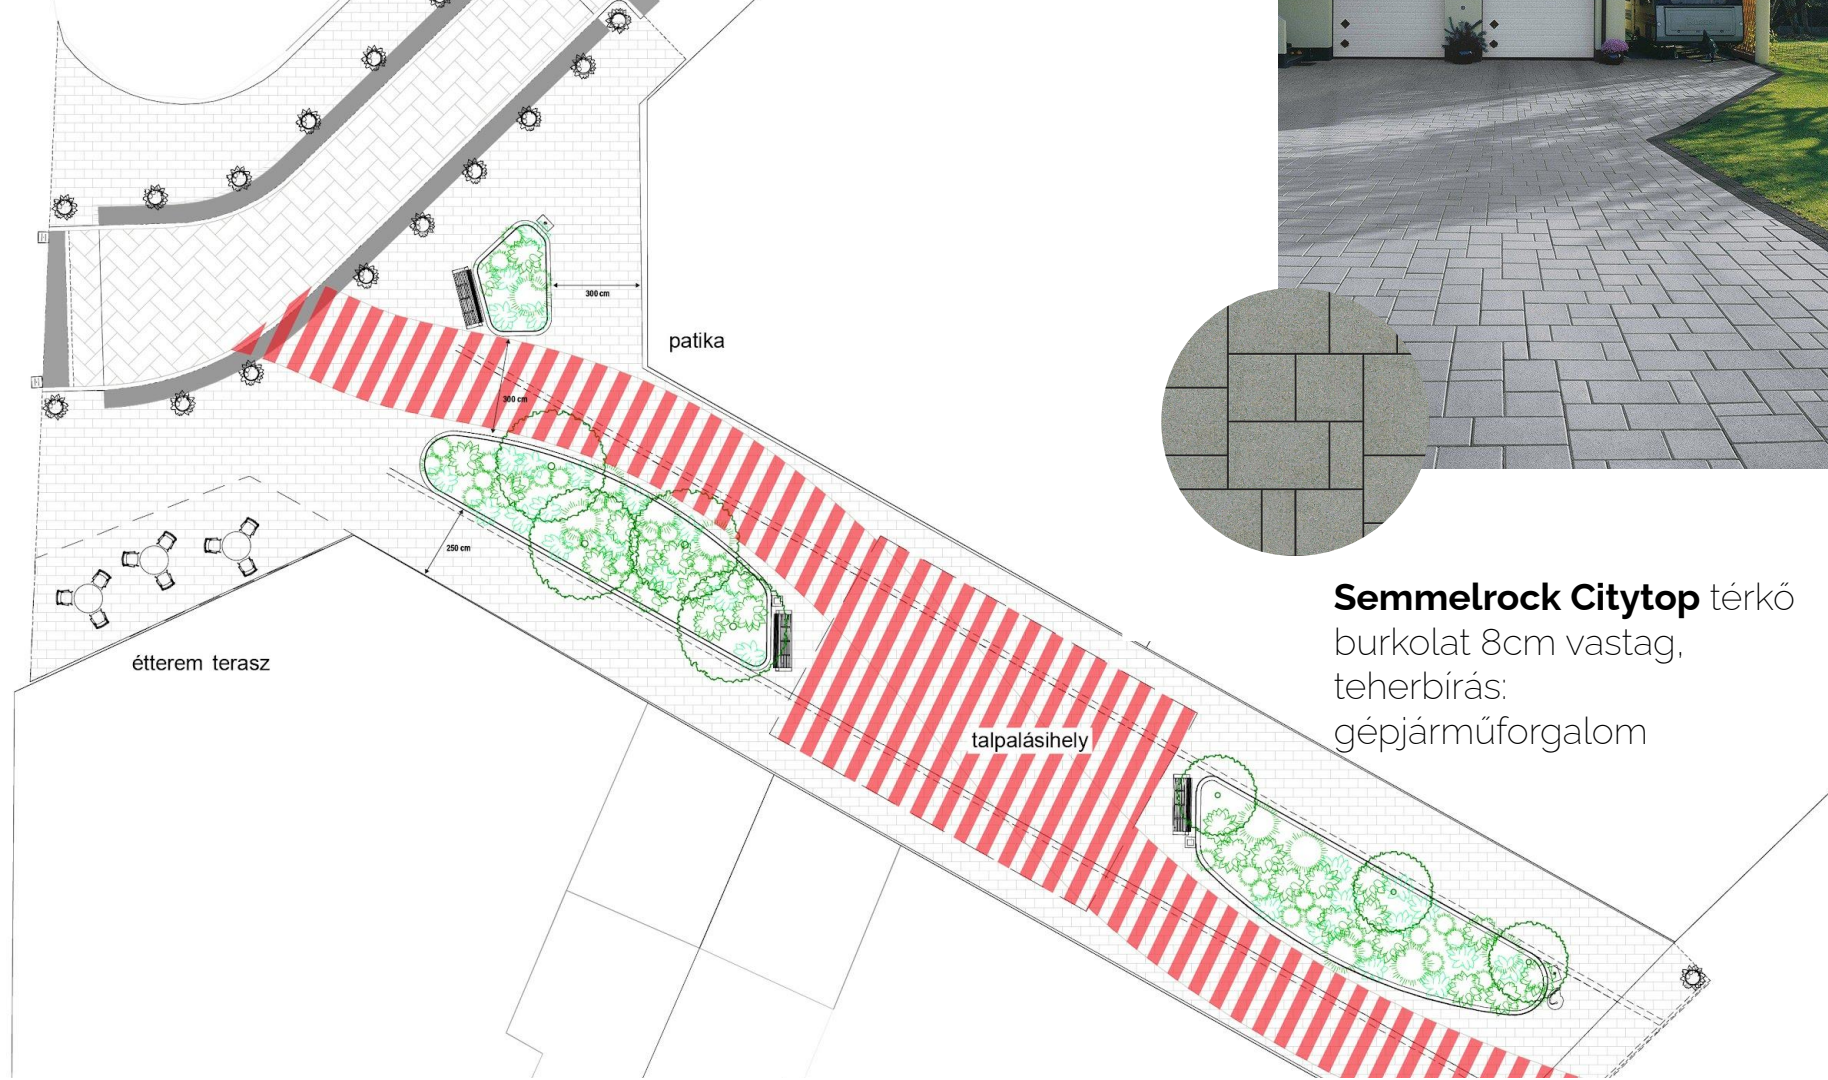 300 cm
patika
300 cm
250 cm
étterem terasz
talpalásihely
Semmelrock Citytop térkő
burkolat 8cm vastag,
teherbírás:
gépjárműforgalom